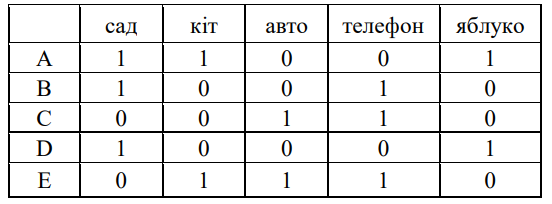 сад кіт авто телефон яблуко
A 1 1 0 0 1
B 1 0 0 1 0
C 0 0 1 1 0
D 1 0 0 0 1
E 0 1 1 1 0